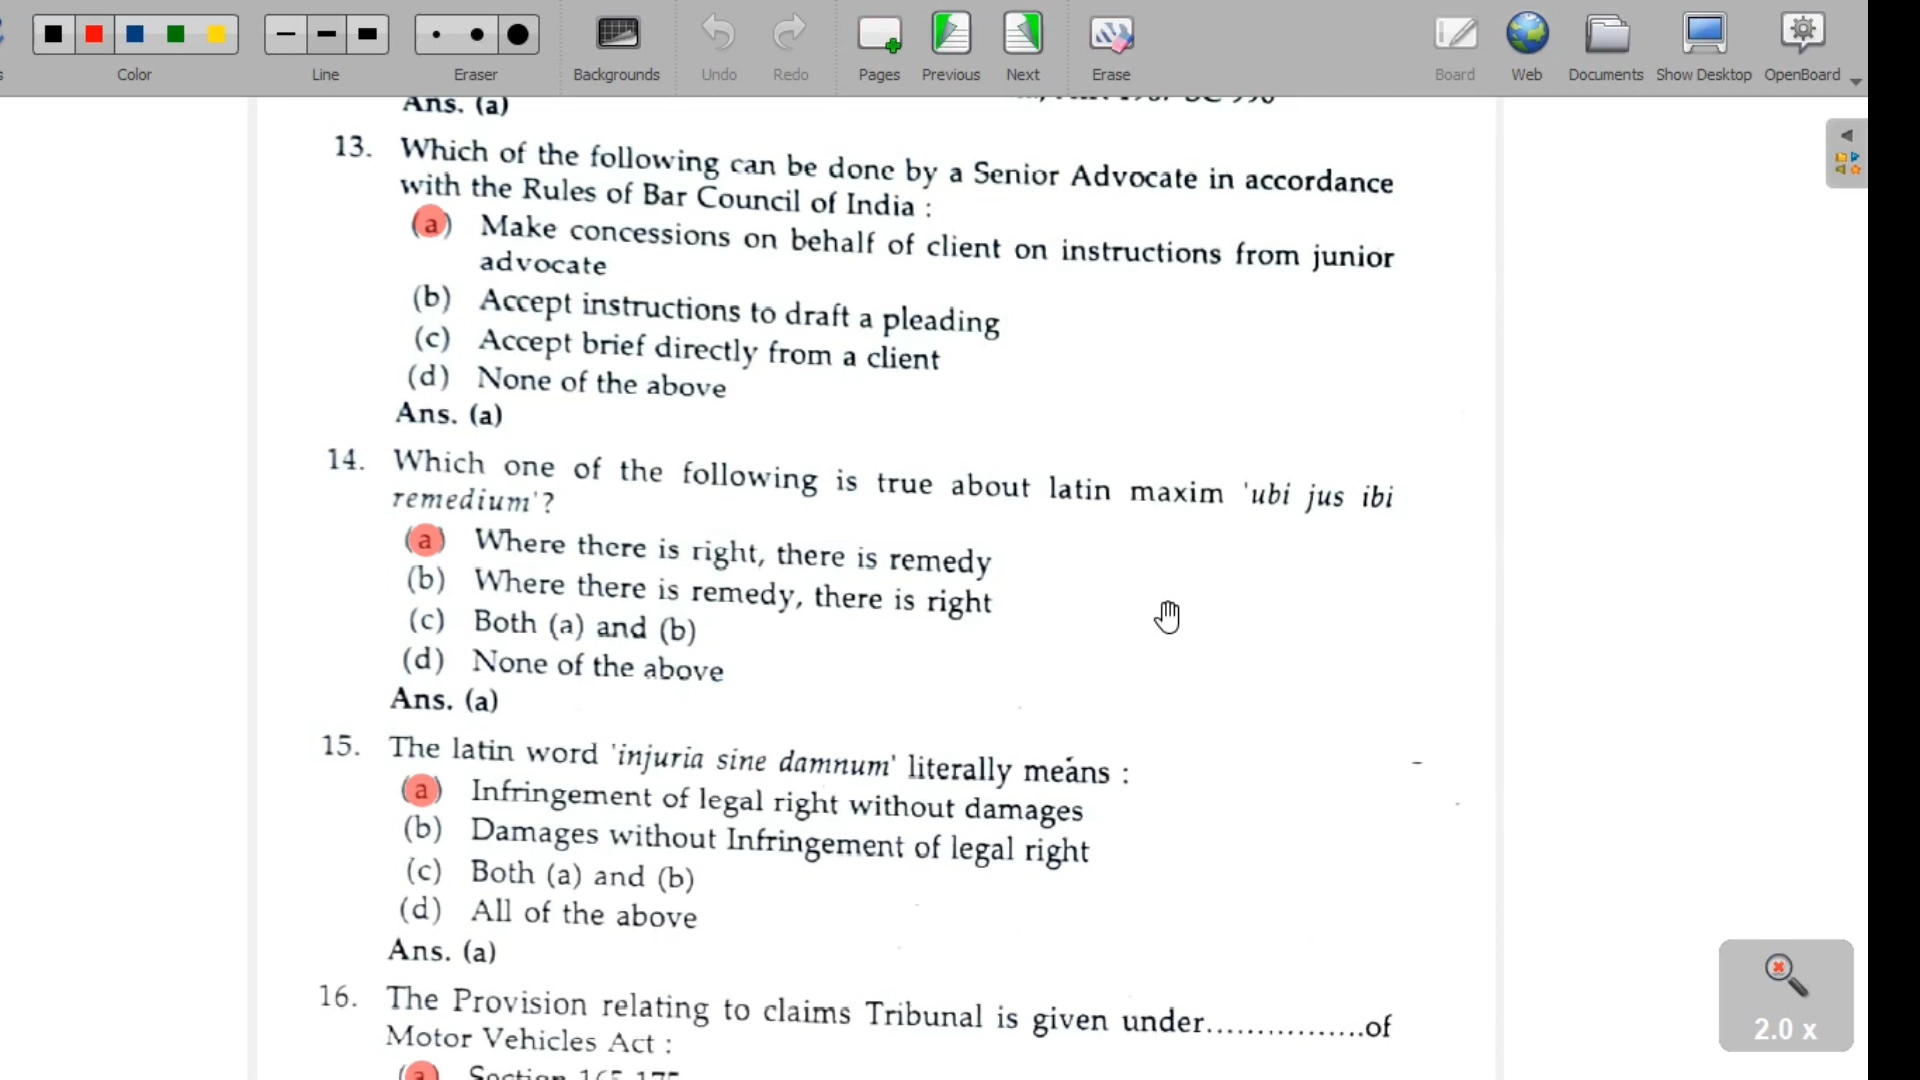 Color
Line
Eraser
Backgrounds
Undo
Redo
Pages
Previous
Next
Erase
Board
Web
Documents
Show Desktop
OpenBoard
Ans. (a)
13. Which of the following can be done by a Senior Advocate in accordance
with the Rules of Bar Council of India :
(a) Make concessions on behalf of client on instructions from junior
advocate
(b) Accept instructions to draft a pleading
(c) Accept brief directly from a client
(d) None of the above
Ans. (a)
14. Which one of the following is true about latin maxim 'ubi jus ibi
remedium'?
(a) Where there is right, there is remedy
(b) Where there is remedy, there is right
(c) Both (a) and (b)
(d) None of the above
Ans. (a)
15. The latin word 'injuria sine damnum' literally means :
(a) Infringement of legal right without damages
(b) Damages without Infringement of legal right
(c) Both (a) and (b)
(d) All of the above
Ans. (a)
16. The Provision relating to claims Tribunal is given under................of
Motor Vehicles Act :
(a) Section 165-175
2.0 x